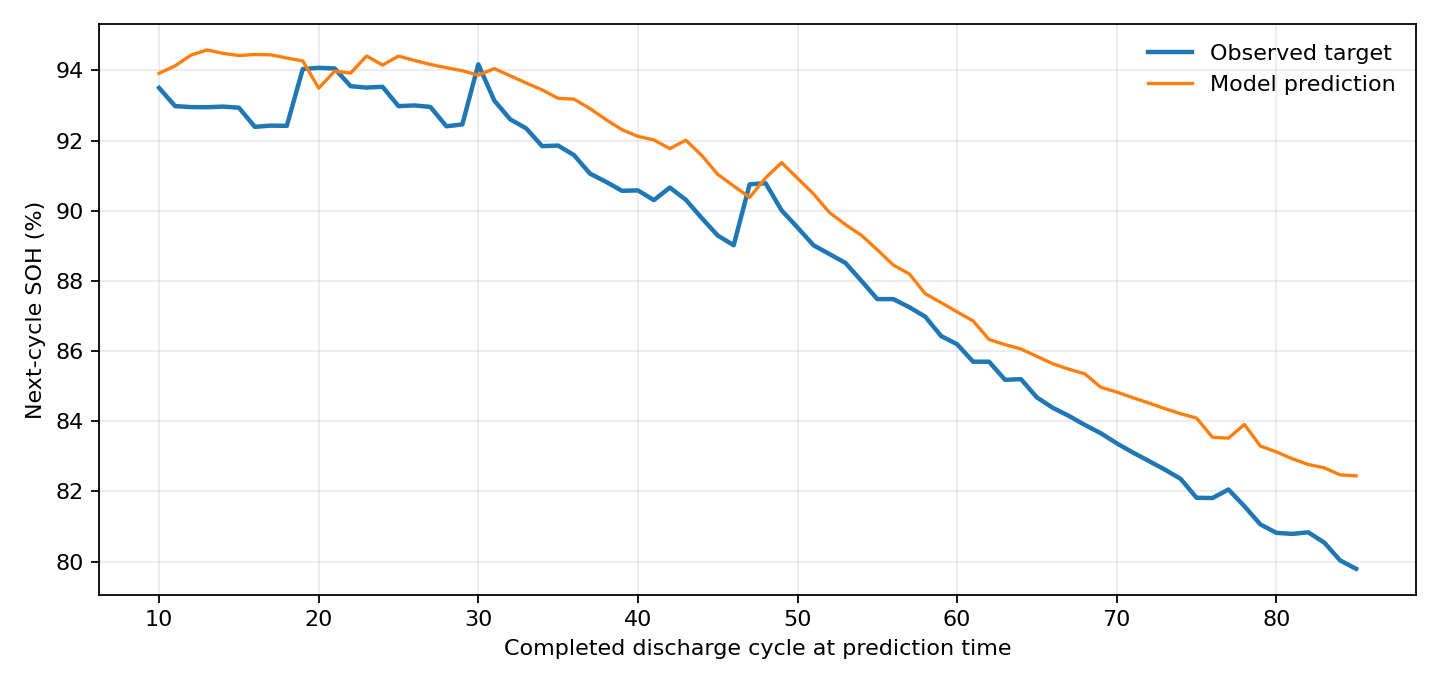 Observed target
Model prediction
Next-cycle SOH (%)
94
92
90
88
86
84
82
80
10 20 30 40 50 60 70 80
Completed discharge cycle at prediction time